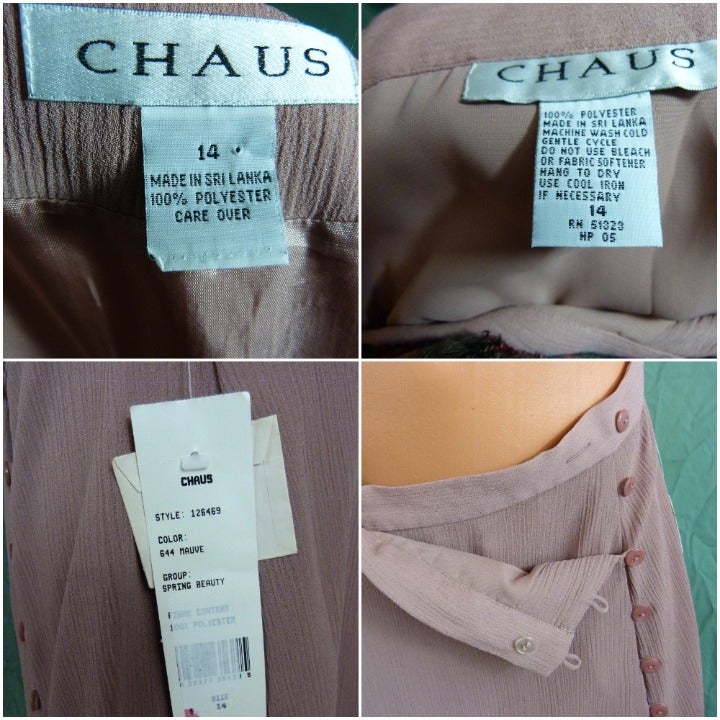 CHAUS
14
MADE IN SRI LANKA
100% POLYESTER
CARE OVER
CHAUS
100% POLYESTER
MADE IN SRI LANKA
MACHINE WASH COLD
GENTLE CYCLE
DO NOT USE BLEACH
OR FABRIC SOFTENER
HANG TO DRY
USE COOL IRON
IF NECESSARY
14
RN 51323
HP 05
CHAUS
STYLE: 126469
COLOR:
644 MAUVE
GROUP:
SPRING BEAUTY
FIBRE CONTENT:
100% POLYESTER
SIZE
14